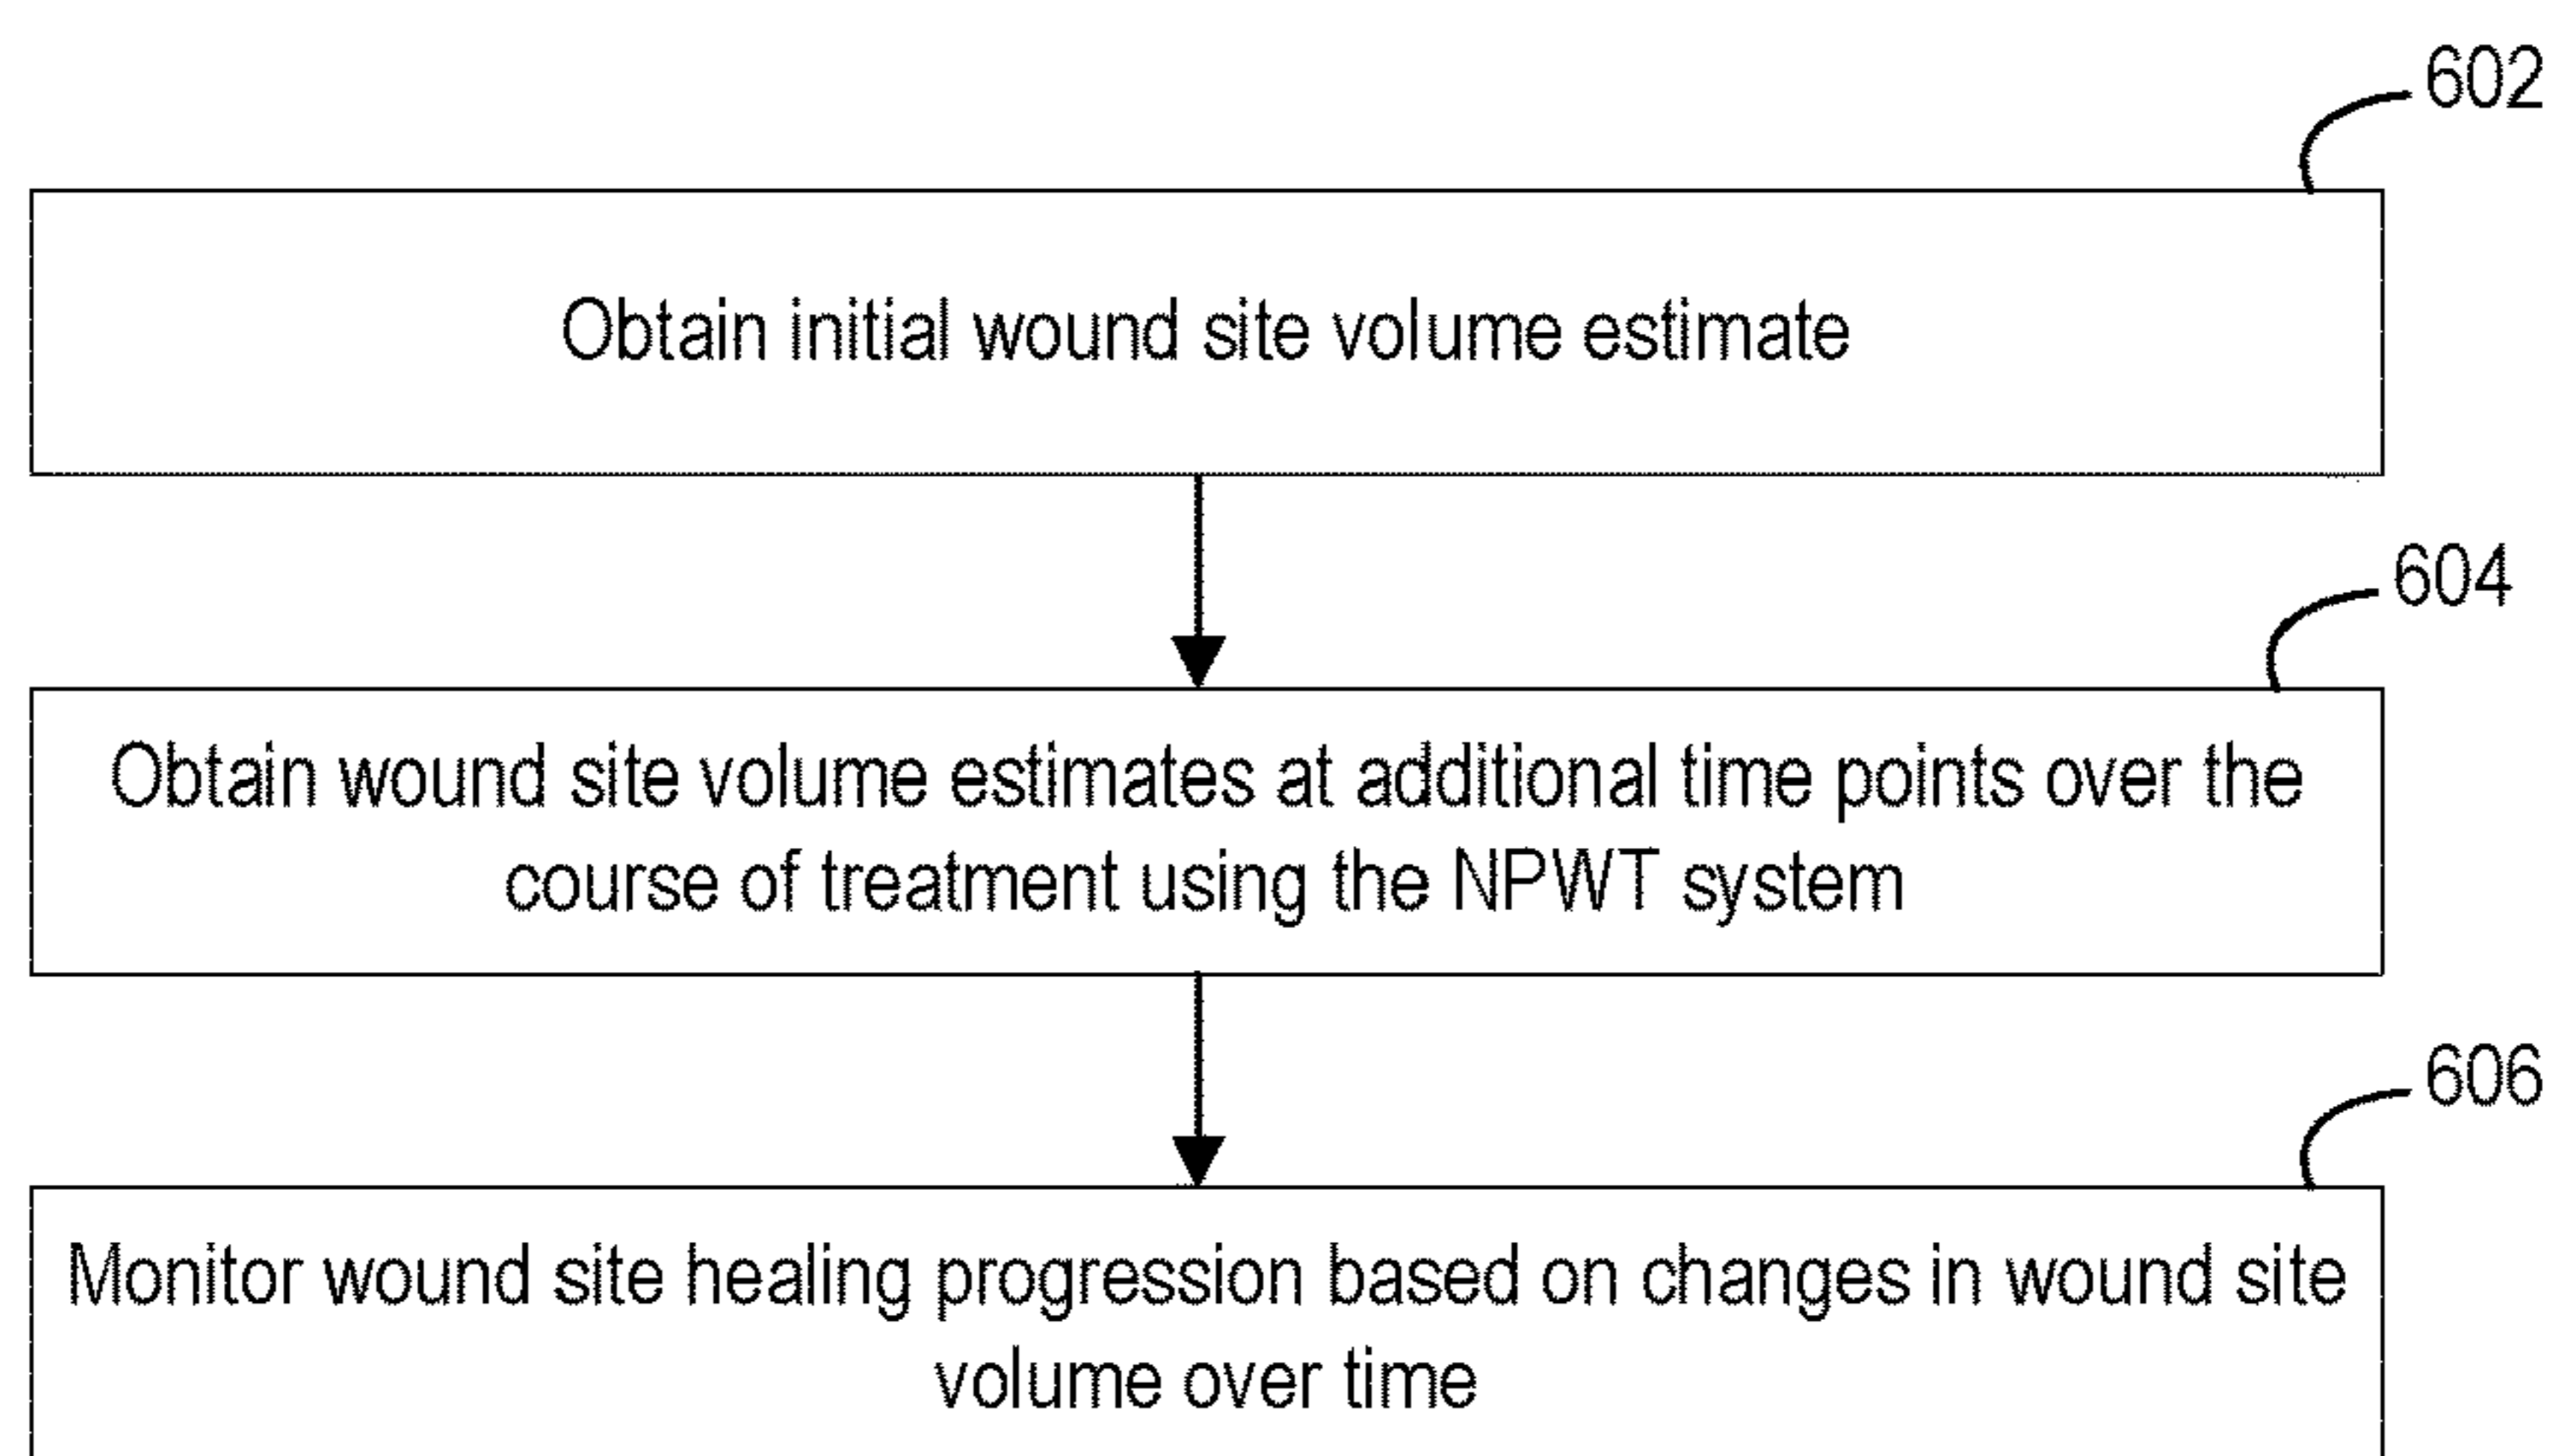 602
Obtain initial wound site volume estimate
604
Obtain wound site volume estimates at additional time points over the
course of treatment using the NPWT system
606
Monitor wound site healing progression based on changes in wound site
volume over time